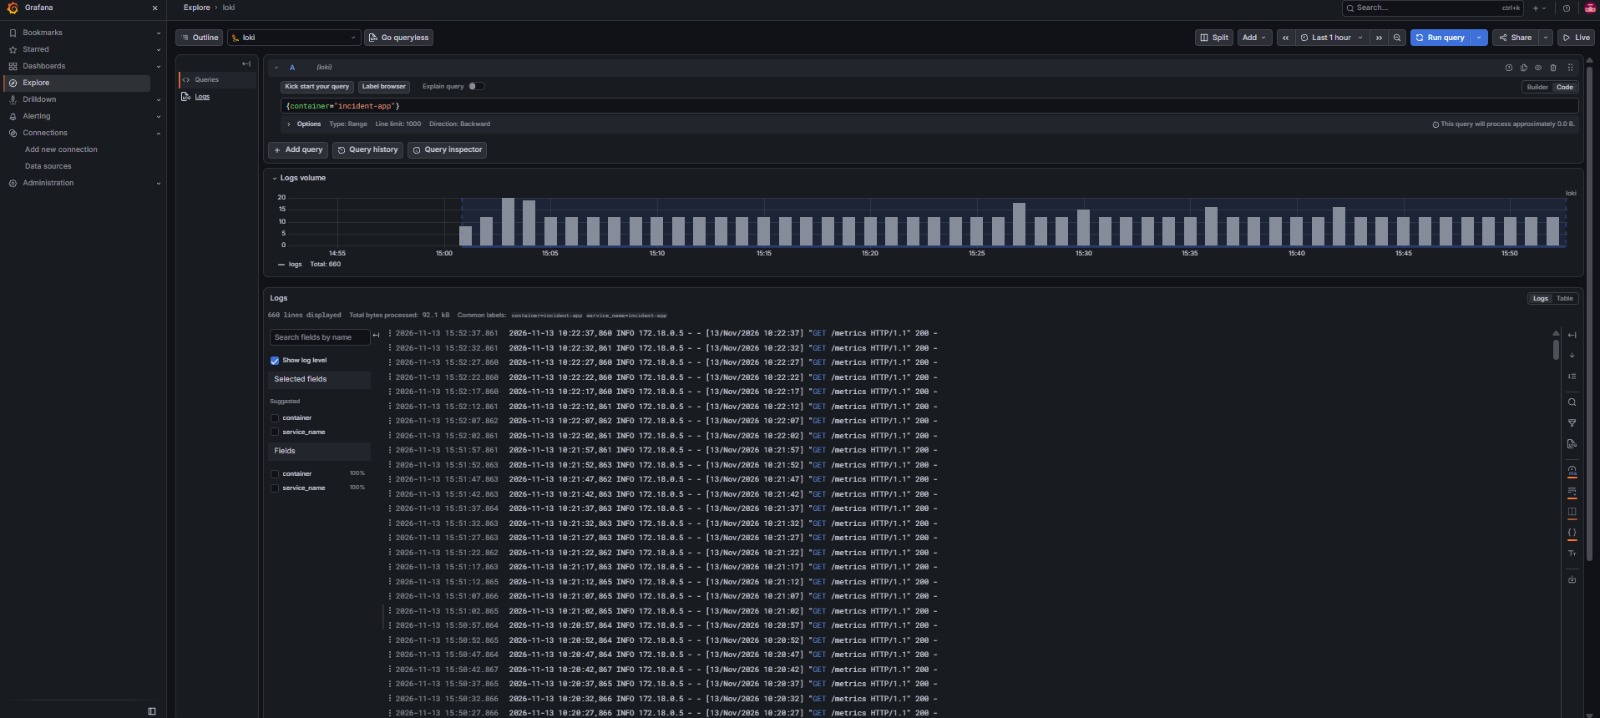 Grafana
Bookmarks
Starred
Dashboards
Explore
Drilldown
Alerting
Connections
Add new connection
Data sources
Administration
Explore › loki
Search... ctrl+k
Outline loki Go queryless Split Add Last 1 hour Run query Share Live
Queries
Logs
A (loki)
Kick start your query Label browser Explain query Builder Code
{container="incident-app"}
Options Type: Range Line limit: 1000 Direction: Backward This query will process approximately 0.0 B.
+ Add query Query history Query inspector
Logs volume
loki
20
15
10
5
0
14:55 15:00 15:05 15:10 15:15 15:20 15:25 15:30 15:35 15:40 15:45 15:50
logs Total: 660
Logs Logs Table
660 lines displayed Total bytes processed: 92.1 kB Common labels: container=incident-app service_name=incident-app
Search fields by name
Show log level
Selected fields
Suggested
container
service_name
Fields
container 100%
service_name 100%
2026-11-13 15:52:37.861 2026-11-13 10:22:37,860 INFO 172.18.0.5 - - [13/Nov/2026 10:22:37] "GET /metrics HTTP/1.1" 200 -
2026-11-13 15:52:32.861 2026-11-13 10:22:32,861 INFO 172.18.0.5 - - [13/Nov/2026 10:22:32] "GET /metrics HTTP/1.1" 200 -
2026-11-13 15:52:27.860 2026-11-13 10:22:27,860 INFO 172.18.0.5 - - [13/Nov/2026 10:22:27] "GET /metrics HTTP/1.1" 200 -
2026-11-13 15:52:22.860 2026-11-13 10:22:22,860 INFO 172.18.0.5 - - [13/Nov/2026 10:22:22] "GET /metrics HTTP/1.1" 200 -
2026-11-13 15:52:17.860 2026-11-13 10:22:17,860 INFO 172.18.0.5 - - [13/Nov/2026 10:22:17] "GET /metrics HTTP/1.1" 200 -
2026-11-13 15:52:12.861 2026-11-13 10:22:12,861 INFO 172.18.0.5 - - [13/Nov/2026 10:22:12] "GET /metrics HTTP/1.1" 200 -
2026-11-13 15:52:07.862 2026-11-13 10:22:07,862 INFO 172.18.0.5 - - [13/Nov/2026 10:22:07] "GET /metrics HTTP/1.1" 200 -
2026-11-13 15:52:02.861 2026-11-13 10:22:02,861 INFO 172.18.0.5 - - [13/Nov/2026 10:22:02] "GET /metrics HTTP/1.1" 200 -
2026-11-13 15:51:57.861 2026-11-13 10:21:57,861 INFO 172.18.0.5 - - [13/Nov/2026 10:21:57] "GET /metrics HTTP/1.1" 200 -
2026-11-13 15:51:52.863 2026-11-13 10:21:52,863 INFO 172.18.0.5 - - [13/Nov/2026 10:21:52] "GET /metrics HTTP/1.1" 200 -
2026-11-13 15:51:47.863 2026-11-13 10:21:47,862 INFO 172.18.0.5 - - [13/Nov/2026 10:21:47] "GET /metrics HTTP/1.1" 200 -
2026-11-13 15:51:42.863 2026-11-13 10:21:42,863 INFO 172.18.0.5 - - [13/Nov/2026 10:21:42] "GET /metrics HTTP/1.1" 200 -
2026-11-13 15:51:37.864 2026-11-13 10:21:37,863 INFO 172.18.0.5 - - [13/Nov/2026 10:21:37] "GET /metrics HTTP/1.1" 200 -
2026-11-13 15:51:32.863 2026-11-13 10:21:32,863 INFO 172.18.0.5 - - [13/Nov/2026 10:21:32] "GET /metrics HTTP/1.1" 200 -
2026-11-13 15:51:27.863 2026-11-13 10:21:27,863 INFO 172.18.0.5 - - [13/Nov/2026 10:21:27] "GET /metrics HTTP/1.1" 200 -
2026-11-13 15:51:22.863 2026-11-13 10:21:22,862 INFO 172.18.0.5 - - [13/Nov/2026 10:21:22] "GET /metrics HTTP/1.1" 200 -
2026-11-13 15:51:17.863 2026-11-13 10:21:17,863 INFO 172.18.0.5 - - [13/Nov/2026 10:21:17] "GET /metrics HTTP/1.1" 200 -
2026-11-13 15:51:12.865 2026-11-13 10:21:12,865 INFO 172.18.0.5 - - [13/Nov/2026 10:21:12] "GET /metrics HTTP/1.1" 200 -
2026-11-13 15:51:07.866 2026-11-13 10:21:07,865 INFO 172.18.0.5 - - [13/Nov/2026 10:21:07] "GET /metrics HTTP/1.1" 200 -
2026-11-13 15:51:02.865 2026-11-13 10:21:02,865 INFO 172.18.0.5 - - [13/Nov/2026 10:21:02] "GET /metrics HTTP/1.1" 200 -
2026-11-13 15:50:57.864 2026-11-13 10:20:57,864 INFO 172.18.0.5 - - [13/Nov/2026 10:20:57] "GET /metrics HTTP/1.1" 200 -
2026-11-13 15:50:52.865 2026-11-13 10:20:52,864 INFO 172.18.0.5 - - [13/Nov/2026 10:20:52] "GET /metrics HTTP/1.1" 200 -
2026-11-13 15:50:47.864 2026-11-13 10:20:47,864 INFO 172.18.0.5 - - [13/Nov/2026 10:20:47] "GET /metrics HTTP/1.1" 200 -
2026-11-13 15:50:42.867 2026-11-13 10:20:42,867 INFO 172.18.0.5 - - [13/Nov/2026 10:20:42] "GET /metrics HTTP/1.1" 200 -
2026-11-13 15:50:37.865 2026-11-13 10:20:37,865 INFO 172.18.0.5 - - [13/Nov/2026 10:20:37] "GET /metrics HTTP/1.1" 200 -
2026-11-13 15:50:32.866 2026-11-13 10:20:32,866 INFO 172.18.0.5 - - [13/Nov/2026 10:20:32] "GET /metrics HTTP/1.1" 200 -
2026-11-13 15:50:27.866 2026-11-13 10:20:27,866 INFO 172.18.0.5 - - [13/Nov/2026 10:20:27] "GET /metrics HTTP/1.1" 200 -